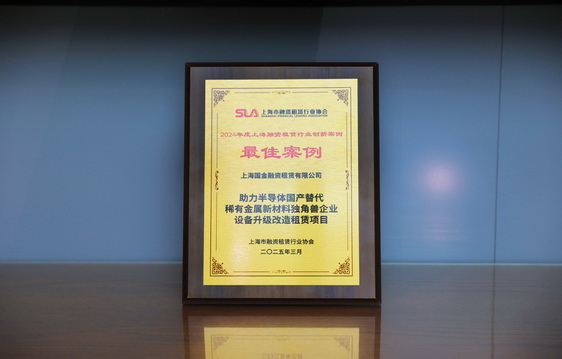 SLA 上海市融资租赁行业协会
SHANGHAI FINANCIAL LEASING ASSOCIATION
2024年度上海融资租赁行业创新案例
最佳案例
上海国金融资租赁有限公司
助力半导体国产替代
稀有金属新材料独角兽企业
设备升级改造租赁项目
上海市融资租赁行业协会
二〇二五年三月